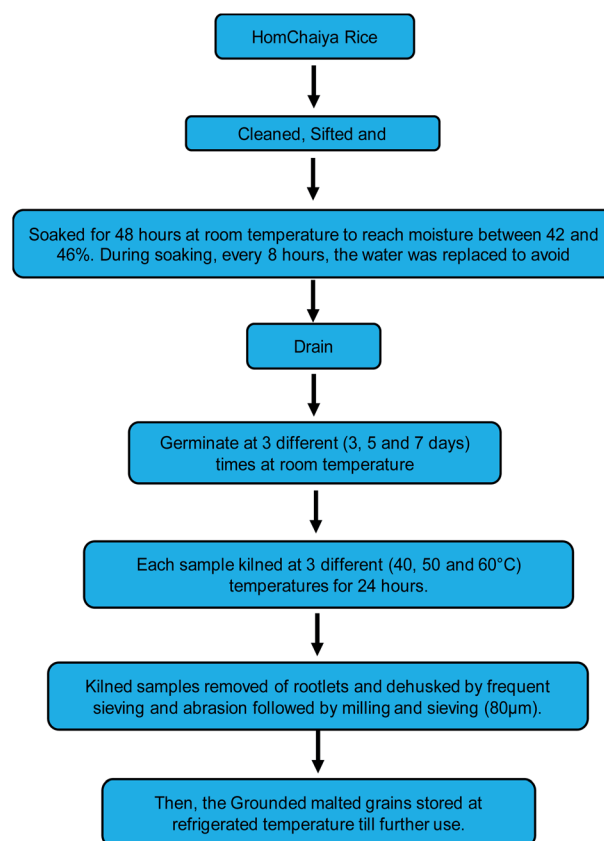 HomChaiya Rice
Cleaned, Sifted and
Soaked for 48 hours at room temperature to reach moisture between 42 and
46%. During soaking, every 8 hours, the water was replaced to avoid
Drain
Germinate at 3 different (3, 5 and 7 days)
times at room temperature
Each sample kilned at 3 different (40, 50 and 60°C)
temperatures for 24 hours.
Kilned samples removed of rootlets and dehusked by frequent
sieving and abrasion followed by milling and sieving (80μm).
Then, the Grounded malted grains stored at
refrigerated temperature till further use.